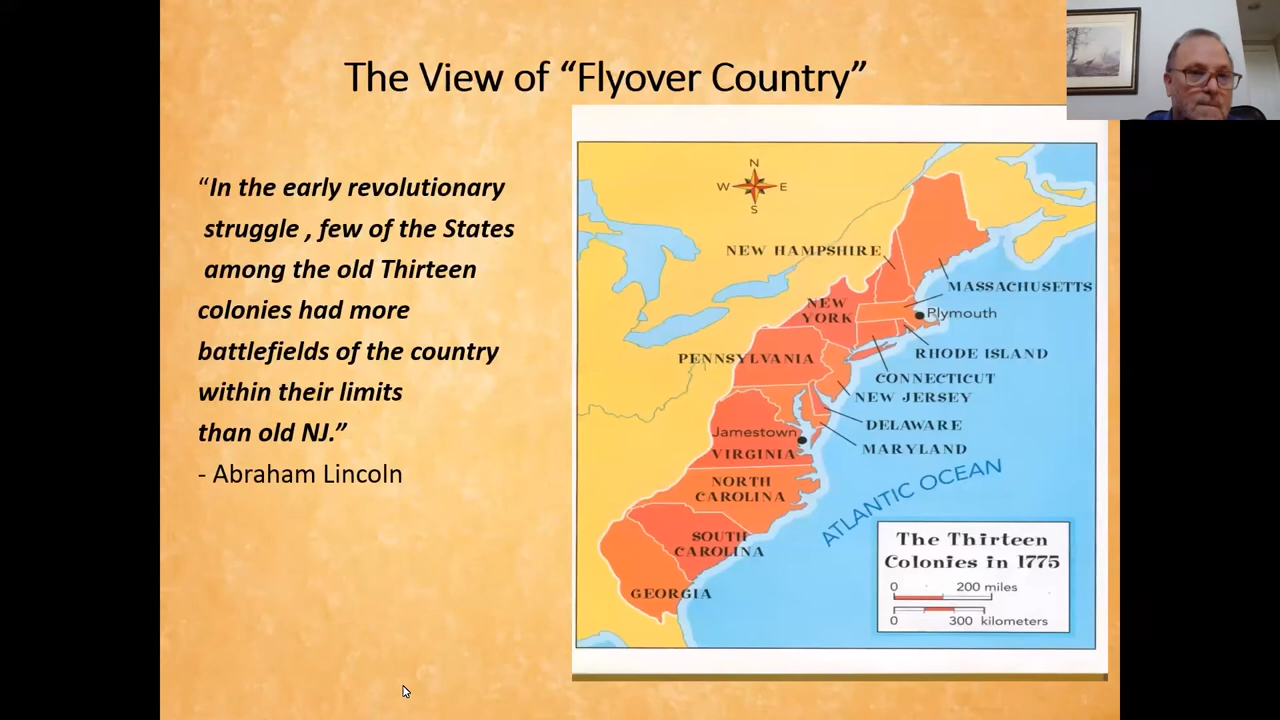 The View of “Flyover Country”
“In the early revolutionary
struggle , few of the States
among the old Thirteen
colonies had more
battlefields of the country
within their limits
than old NJ.”
- Abraham Lincoln
N
W E
S
NEW HAMPSHIRE
MASSACHUSETTS
NEW
YORK
Plymouth
PENNSYLVANIA
RHODE ISLAND
CONNECTICUT
NEW JERSEY
DELAWARE
Jamestown
MARYLAND
VIRGINIA
NORTH
CAROLINA
ATLANTIC OCEAN
SOUTH
CAROLINA
GEORGIA
The Thirteen
Colonies in 1775
0 200 miles
0 300 kilometers